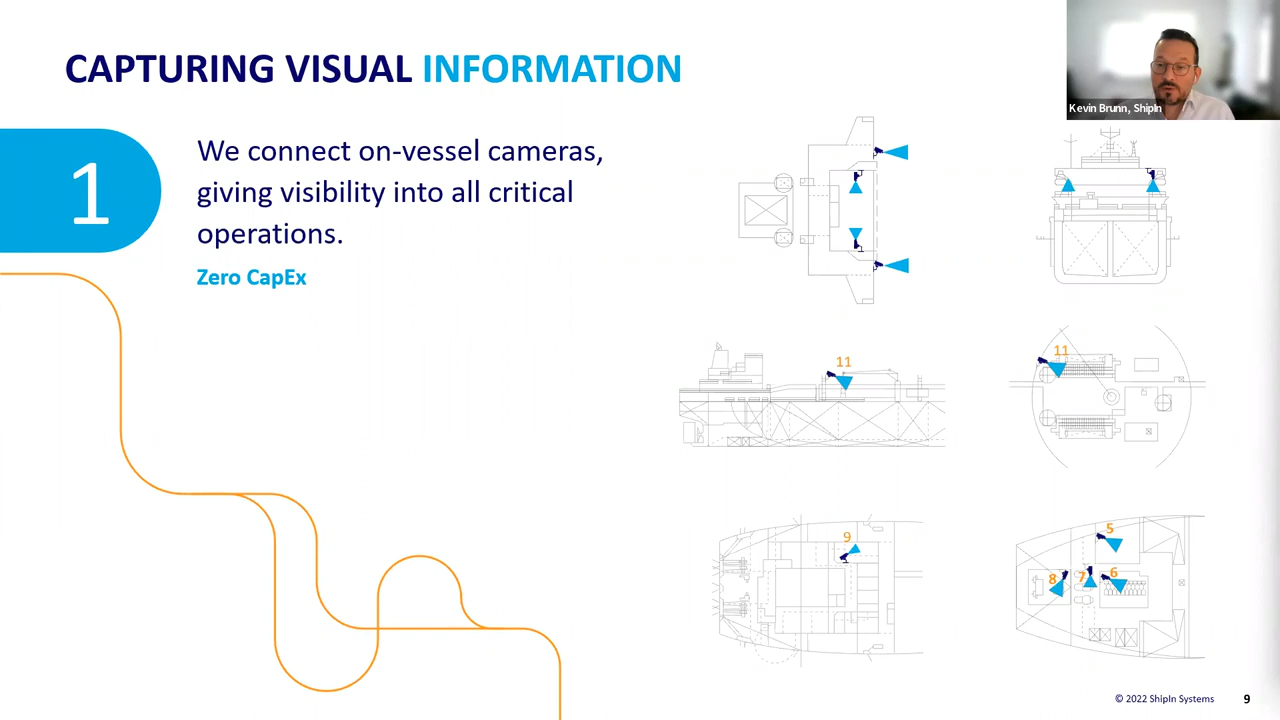 CAPTURING VISUAL INFORMATION
Kevin Brunn, ShipIn
1
We connect on-vessel cameras,
giving visibility into all critical
operations.
Zero CapEx
11
11
9
5
8
7
6
© 2022 ShipIn Systems
9